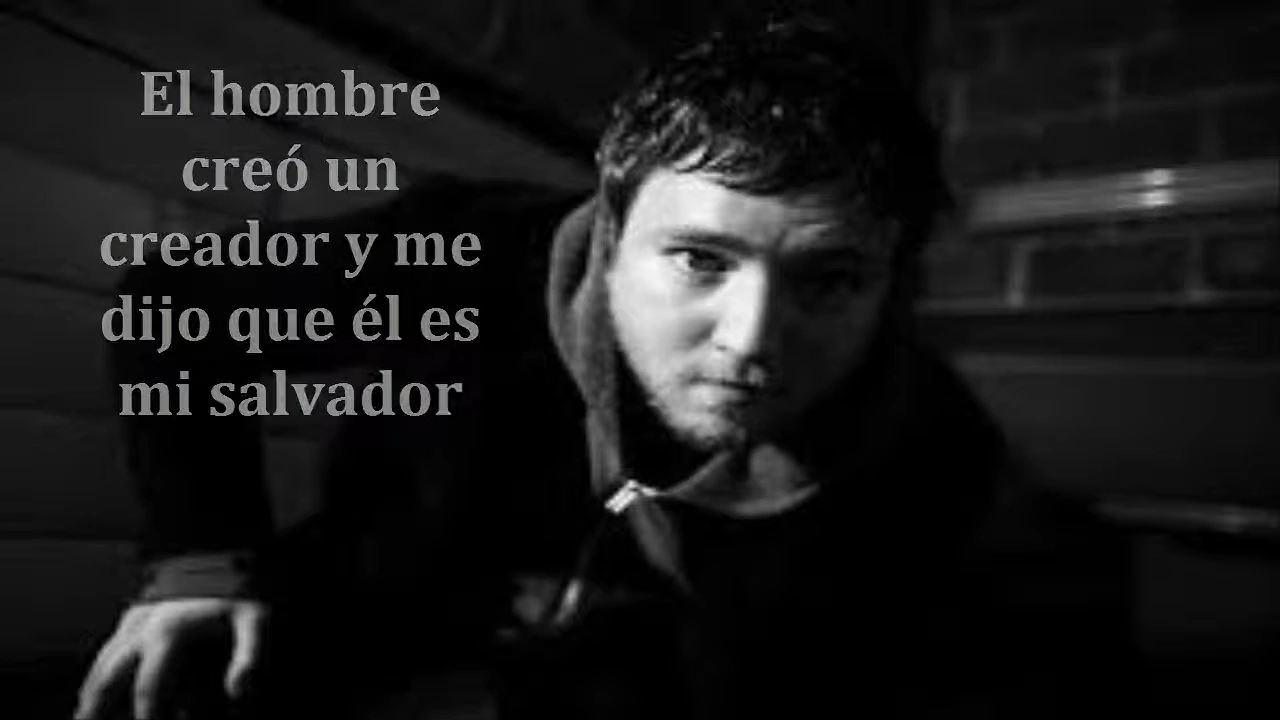 El hombre
creó un
creador y me
dijo que él es
mi salvador